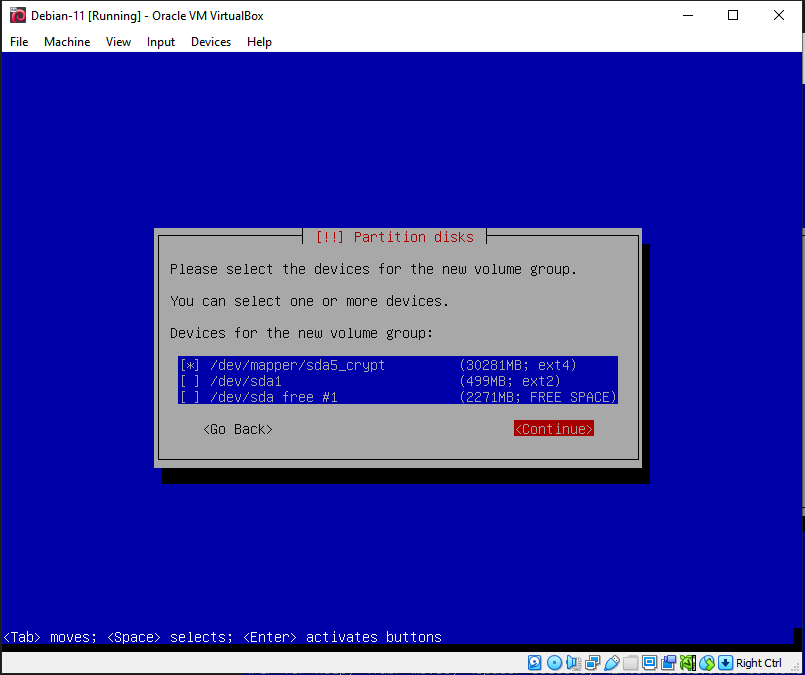 Debian-11 [Running] - Oracle VM VirtualBox
File Machine View Input Devices Help
[!!] Partition disks
Please select the devices for the new volume group.
You can select one or more devices.
Devices for the new volume group:
[*] /dev/mapper/sda5_crypt (30281MB; ext4)
[ ] /dev/sda1 (499MB; ext2)
[ ] /dev/sda free #1 (2271MB; FREE SPACE)
<Go Back> <Continue>
<Tab> moves; <Space> selects; <Enter> activates buttons
Right Ctrl